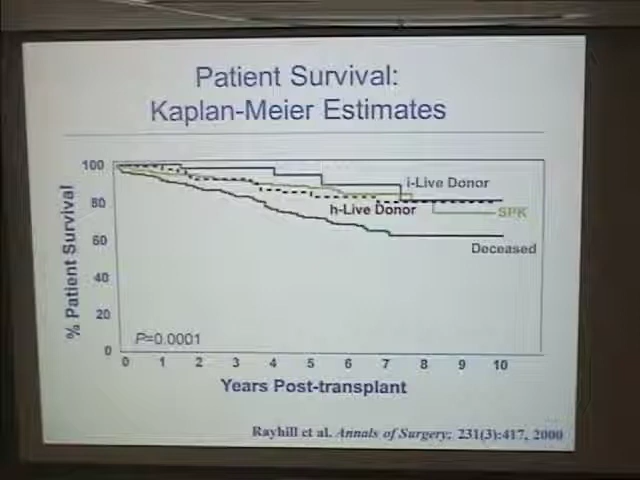 Patient Survival:
Kaplan-Meier Estimates
% Patient Survival
100
80
60
40
20
0
i-Live Donor
h-Live Donor
SPK
Deceased
P=0.0001
0 1 2 3 4 5 6 7 8 9 10
Years Post-transplant
Rayhill et al. Annals of Surgery; 231(3):417, 2000